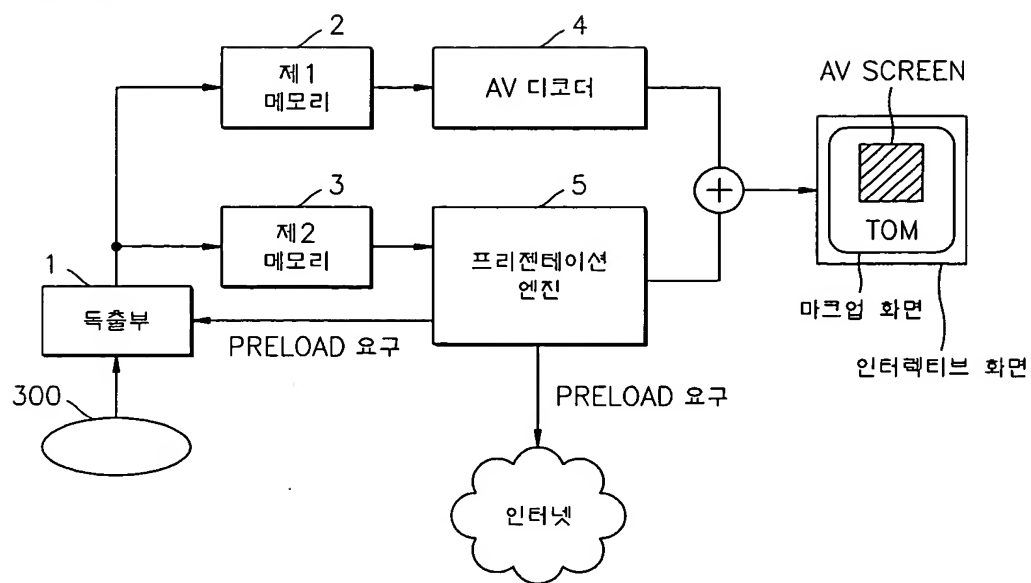 2
4
제1
메모리
AV 디코더
AV SCREEN
3
5
제2
메모리
프리젠테이션
엔진
TOM
1
독출부
PRELOAD 요구
마크업 화면
인터렉티브 화면
300
PRELOAD 요구
인터넷